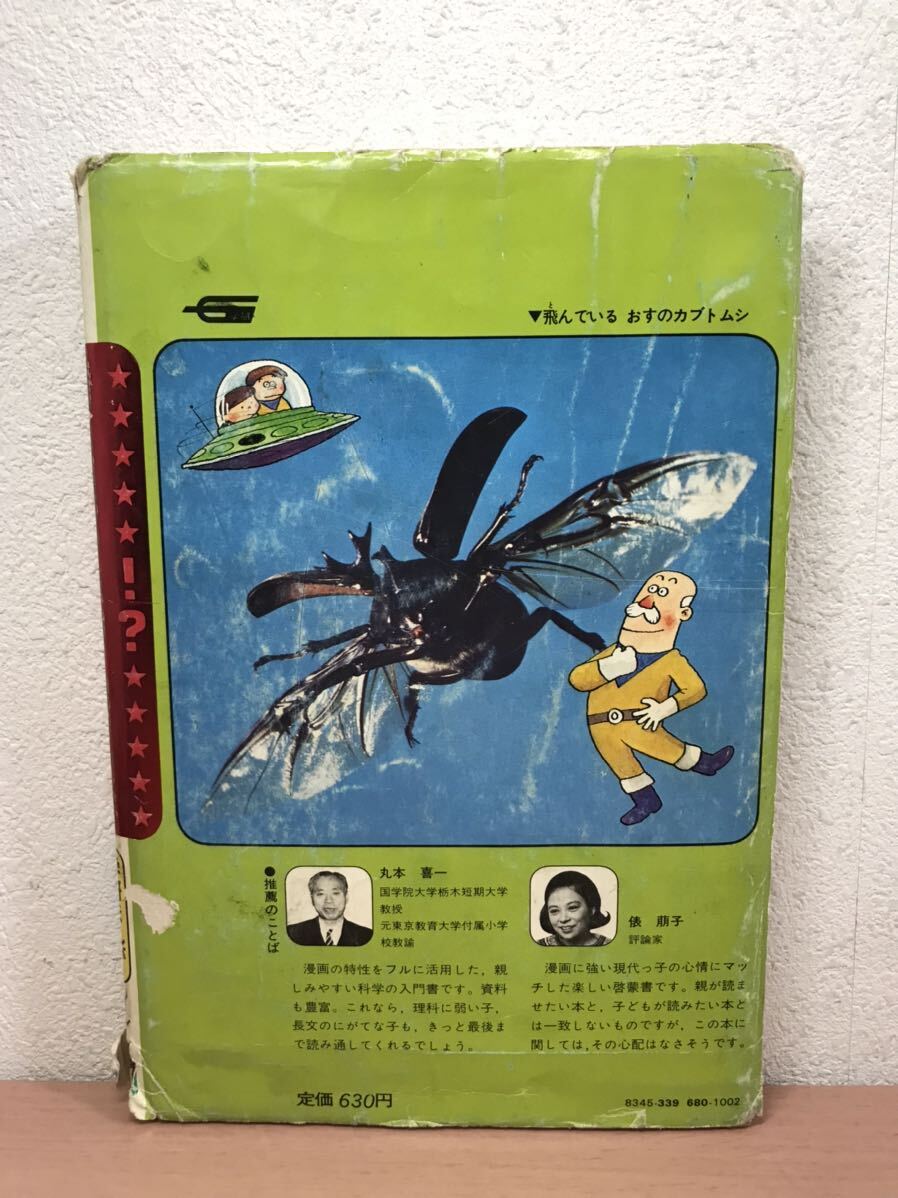 ▼飛んでいる おすのカブトムシ
と
!?
●推薦のことば
丸本 喜一
国学院大学栃木短期大学
教授
元東京教育大学付属小学
校教諭
漫画の特性をフルに活用した，親
しみやすい科学の入門書です。資料
も豊富。これなら，理科に弱い子，
長文のにがてな子も，きっと最後ま
で読み通してくれるでしょう。
俵 萠子
評論家
漫画に強い現代っ子の心情にマッ
チした楽しい啓蒙書です。親が読ま
せたい本と，子どもが読みたい本と
は一致しないものですが，この本に
関しては，その心配はなさそうです。
定価 630円
8345-339 680-1002